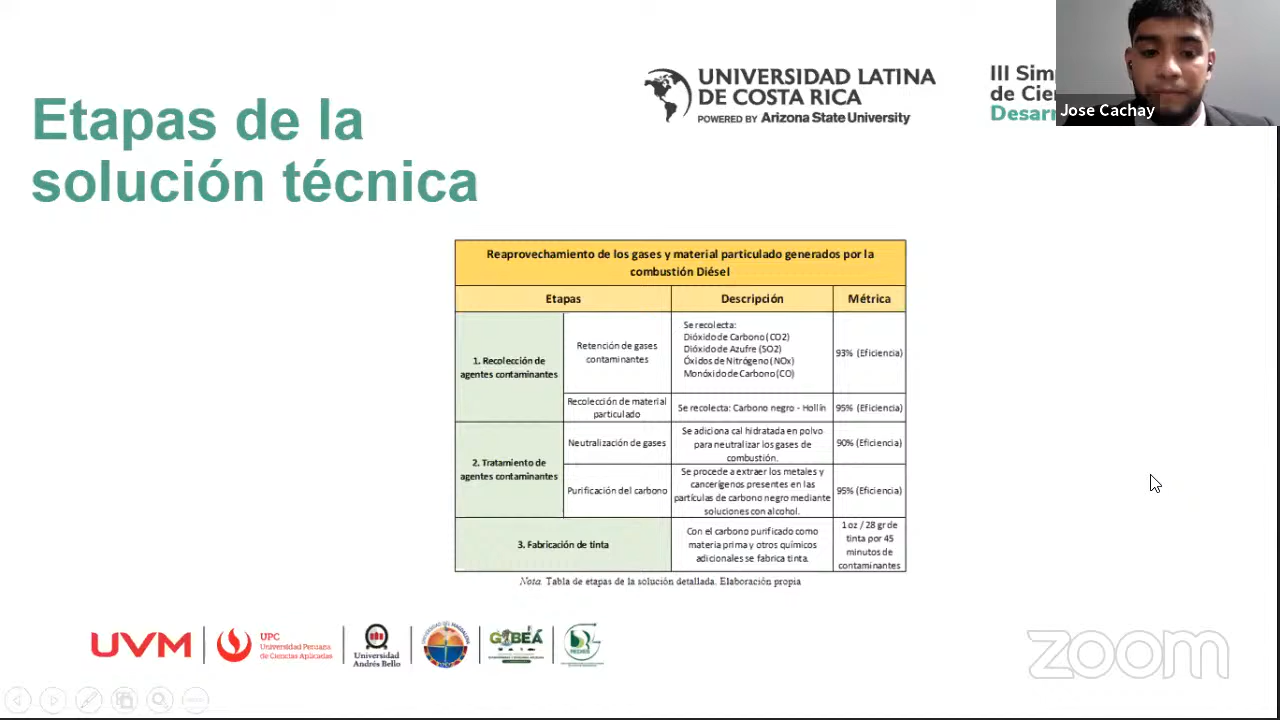 Etapas de la
solución técnica
UNIVERSIDAD LATINA
DE COSTA RICA
POWERED BY Arizona State University
III Sim
de Cie
Desar
Jose Cachay
Reaprovechamiento de los gases y material particulado generados por la
combustión Diésel
Etapas
Descripción
Métrica
1. Recolección de
agentes contaminantes
Retención de gases
contaminantes
Se recolecta:
Dióxido de Carbono (CO2)
Dióxido de Azufre (SO2)
Óxidos de Nitrógeno (NOx)
Monóxido de Carbono (CO)
93% (Eficiencia)
Recolección de material
particulado
Se recolecta: Carbono negro - Hollín
95% (Eficiencia)
2. Tratamiento de
agentes contaminantes
Neutralización de gases
Se adiciona cal hidratada en polvo
para neutralizar los gases de
combustión.
90% (Eficiencia)
Purificación del carbono
Se procede a extraer los metales y
cancerígenos presentes en las
partículas de carbono negro mediante
soluciones con alcohol.
95% (Eficiencia)
3. Fabricación de tinta
Con el carbono purificado como
materia prima y otros químicos
adicionales se fabrica tinta.
1 oz / 28 gr de
tinta por 45
minutos de
contaminantes
Nota. Tabla de etapas de la solución detallada. Elaboración propia
UVM
UPC
Universidad Peruana
de Ciencias Aplicadas
Universidad
Andrés Bello
GIBEA
zoom